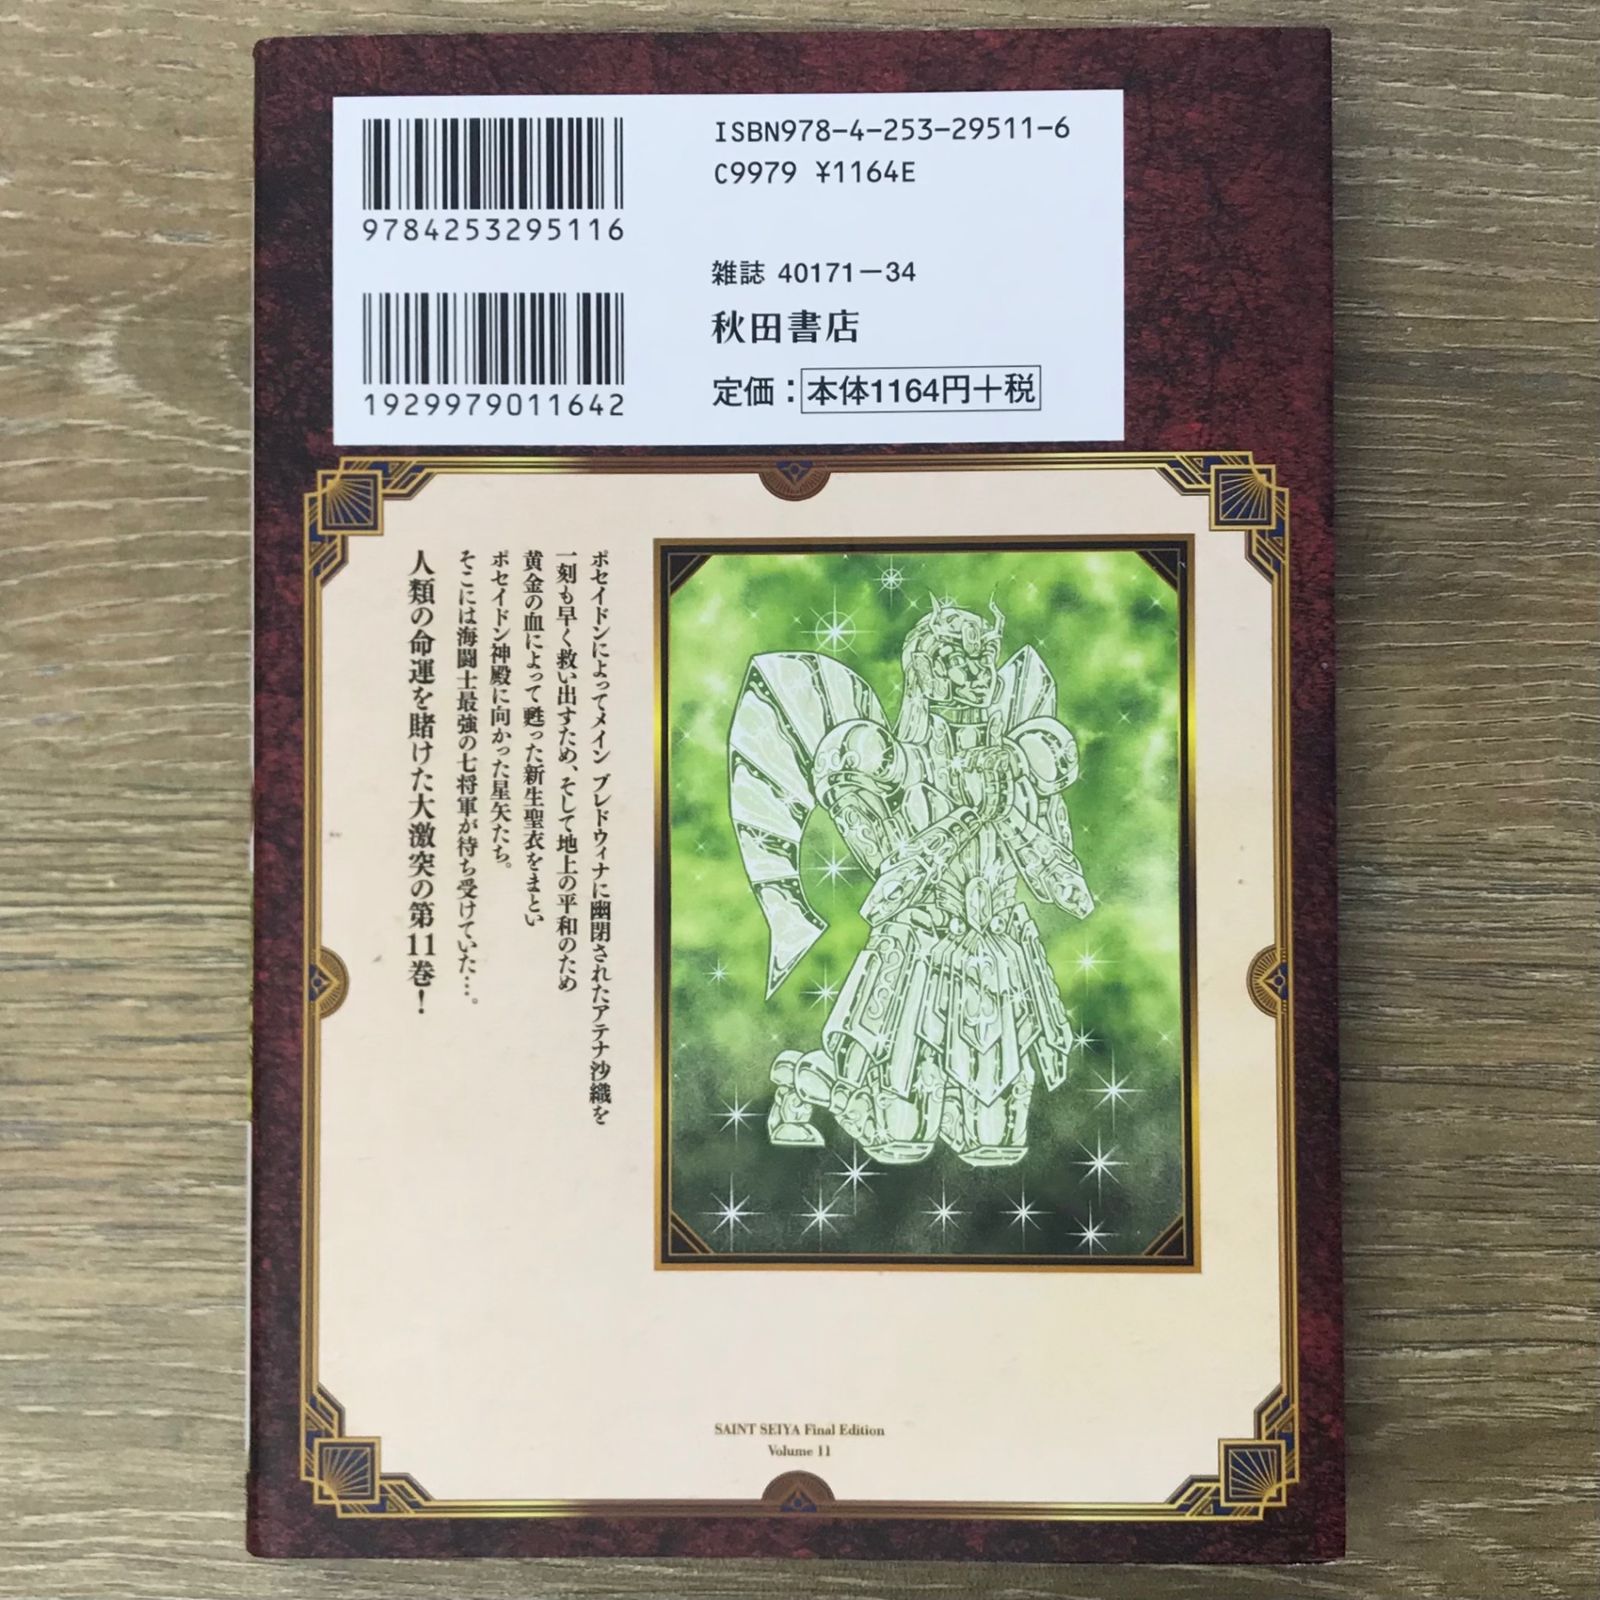 ISBN978-4-253-29511-6
C9979 ¥1164E
9784253295116
雑誌 40171-34
秋田書店
1929979011642
定価：本体1164円+税
ポセイドンによってメイン ブレドウィナに幽閉されたアテナ沙織を
一刻も早く救い出すため、そして地上の平和のため
黄金の血によって甦った新生聖衣をまとい
ポセイドン神殿に向かった星矢たち。
そこには海闘士最強の七将軍が待ち受けていた…。
人類の命運を賭けた大激突の第11巻！
SAINT SEIYA Final Edition
Volume 11